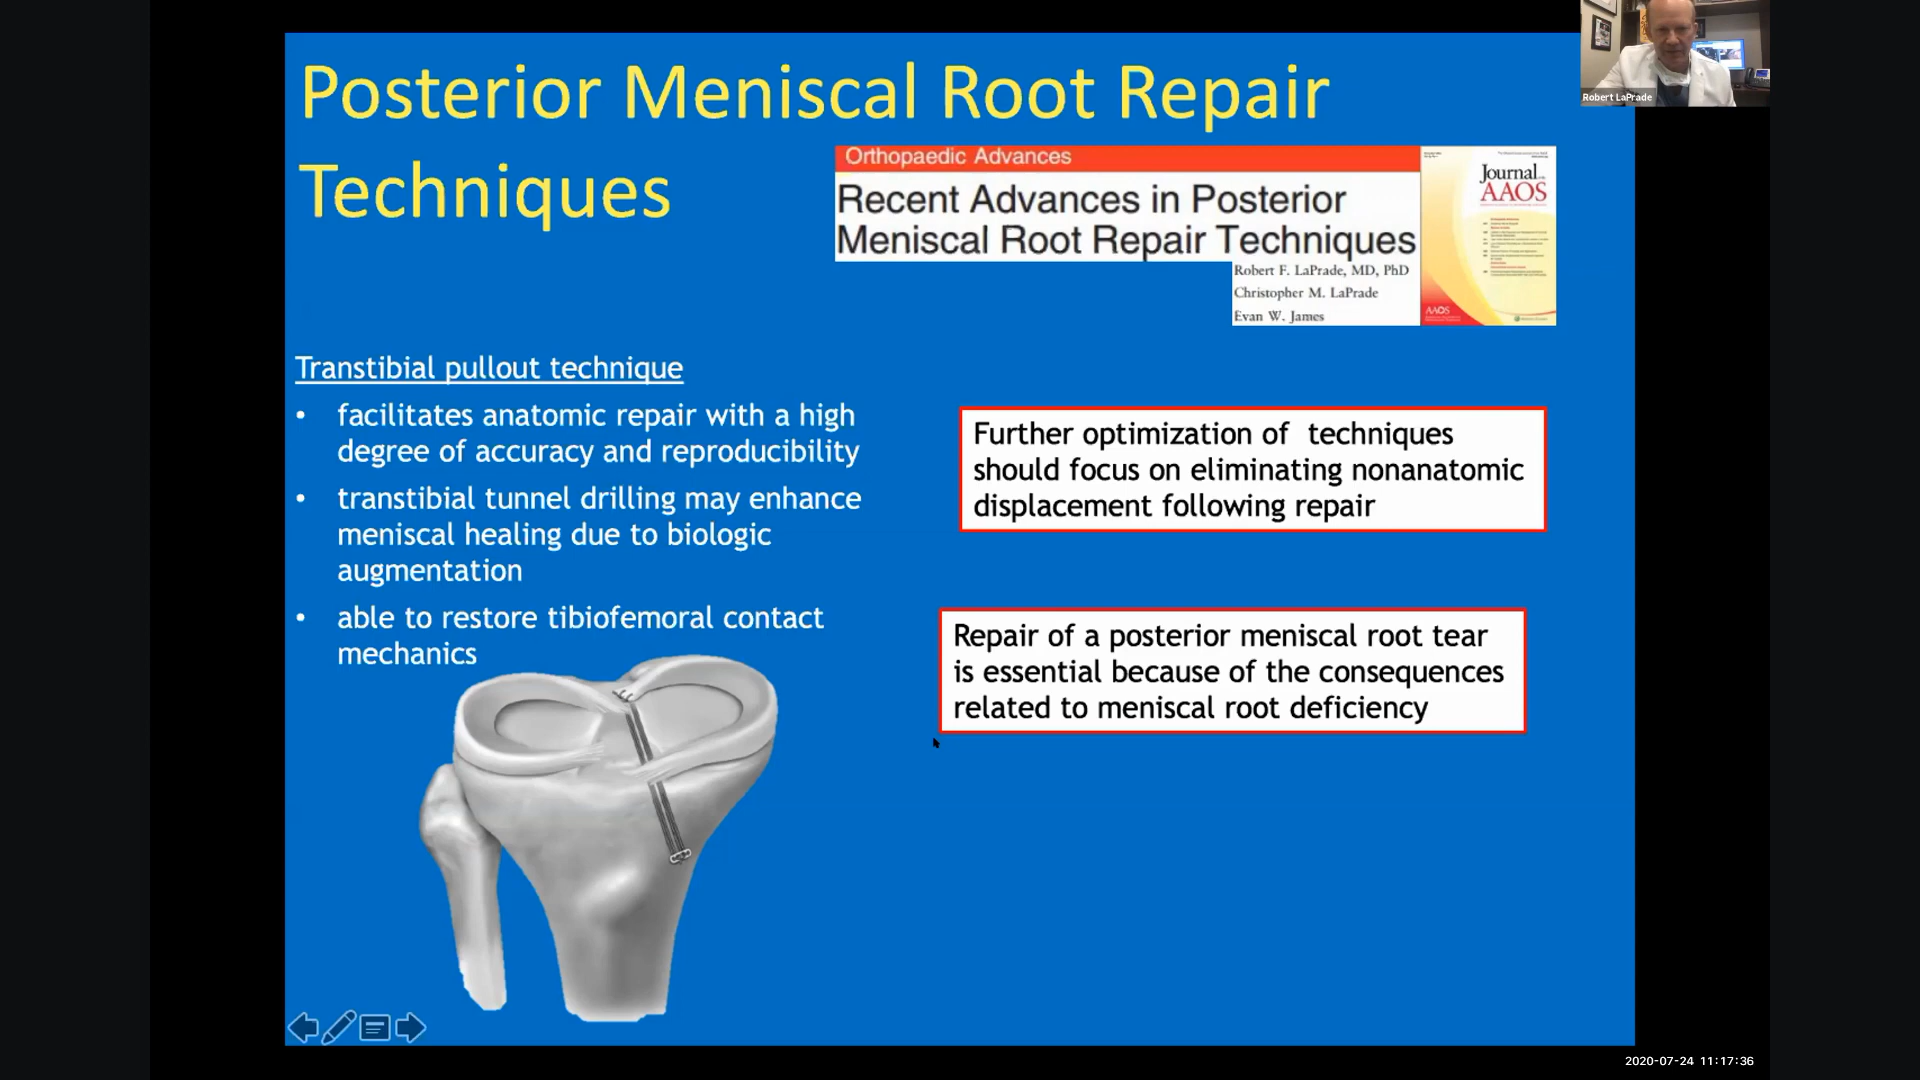 Posterior Meniscal Root Repair
Techniques
Orthopaedic Advances
Recent Advances in Posterior
Meniscal Root Repair Techniques
Robert F. LaPrade, MD, PhD
Christopher M. LaPrade
Evan W. James
Journal
AAOS
AAOS
Transtibial pullout technique
• facilitates anatomic repair with a high
degree of accuracy and reproducibility
• transtibial tunnel drilling may enhance
meniscal healing due to biologic
augmentation
• able to restore tibiofemoral contact
mechanics
Further optimization of techniques
should focus on eliminating nonanatomic
displacement following repair
Repair of a posterior meniscal root tear
is essential because of the consequences
related to meniscal root deficiency
Robert LaPrade
2020-07-24 11:17:36